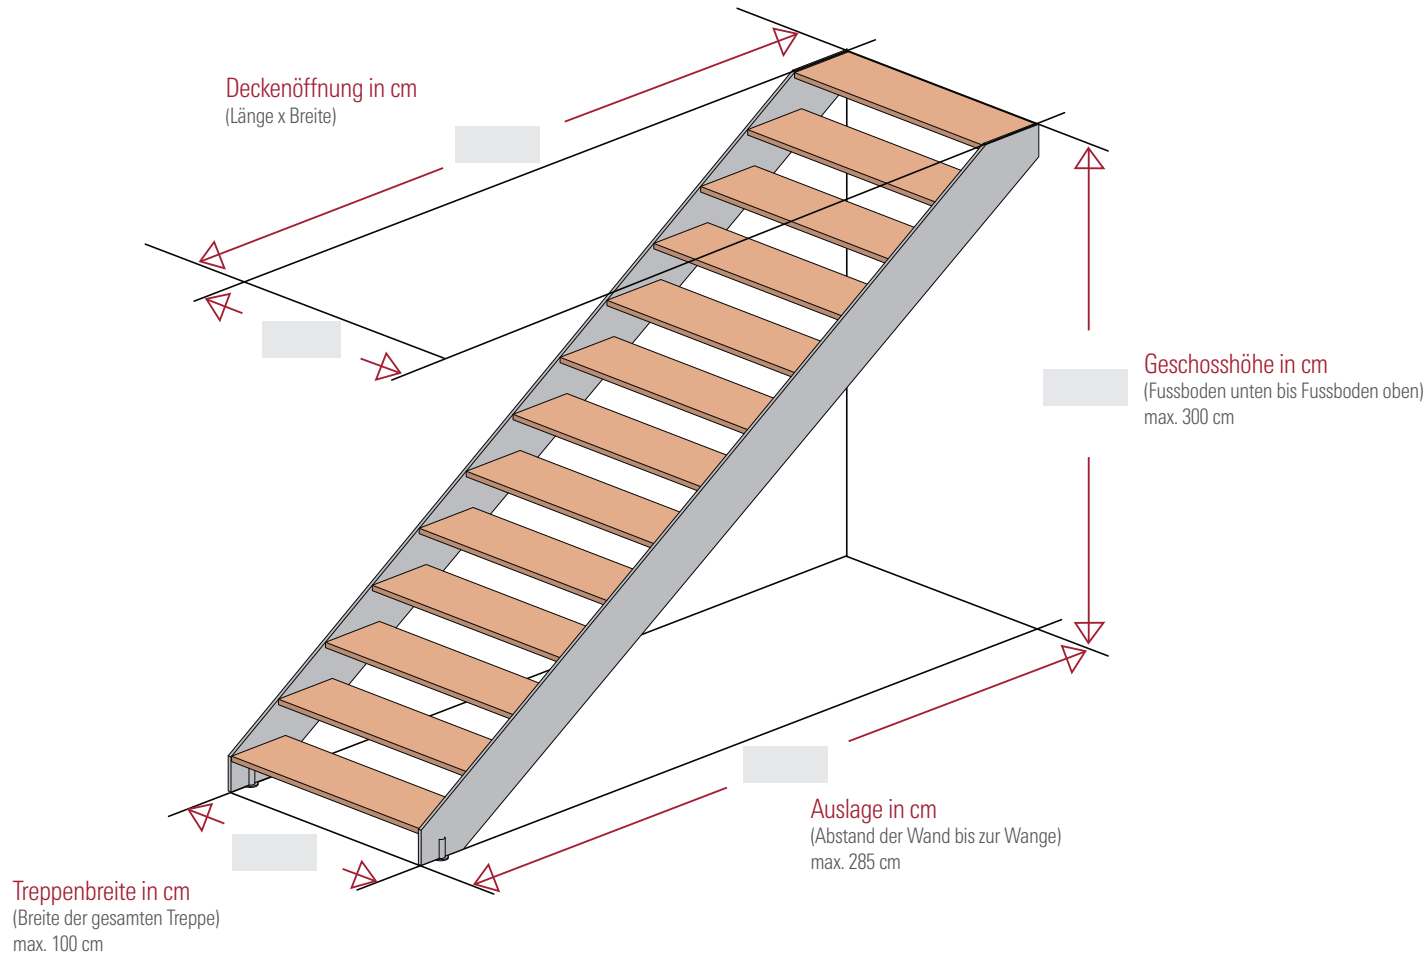 Deckenöffnung in cm
(Länge x Breite)
Geschosshöhe in cm
(Fussboden unten bis Fussboden oben)
max. 300 cm
Auslage in cm
(Abstand der Wand bis zur Wange)
max. 285 cm
Treppenbreite in cm
(Breite der gesamten Treppe)
max. 100 cm